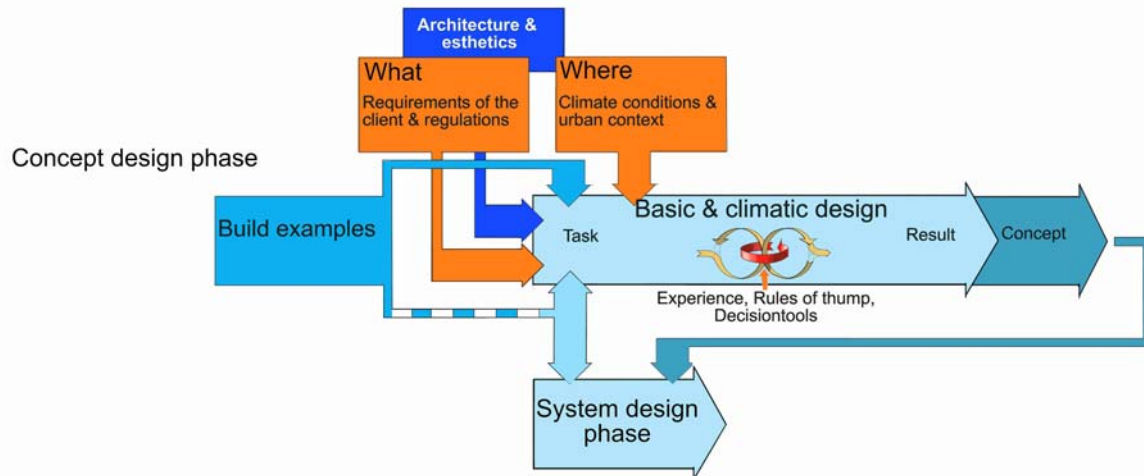 Architecture &
esthetics
What
Requirements of the
client & regulations
Where
Climate conditions &
urban context
Concept design phase
Build examples
Basic & climatic design
Task
Result
Concept
Experience, Rules of thump,
Decisiontools
System design
phase